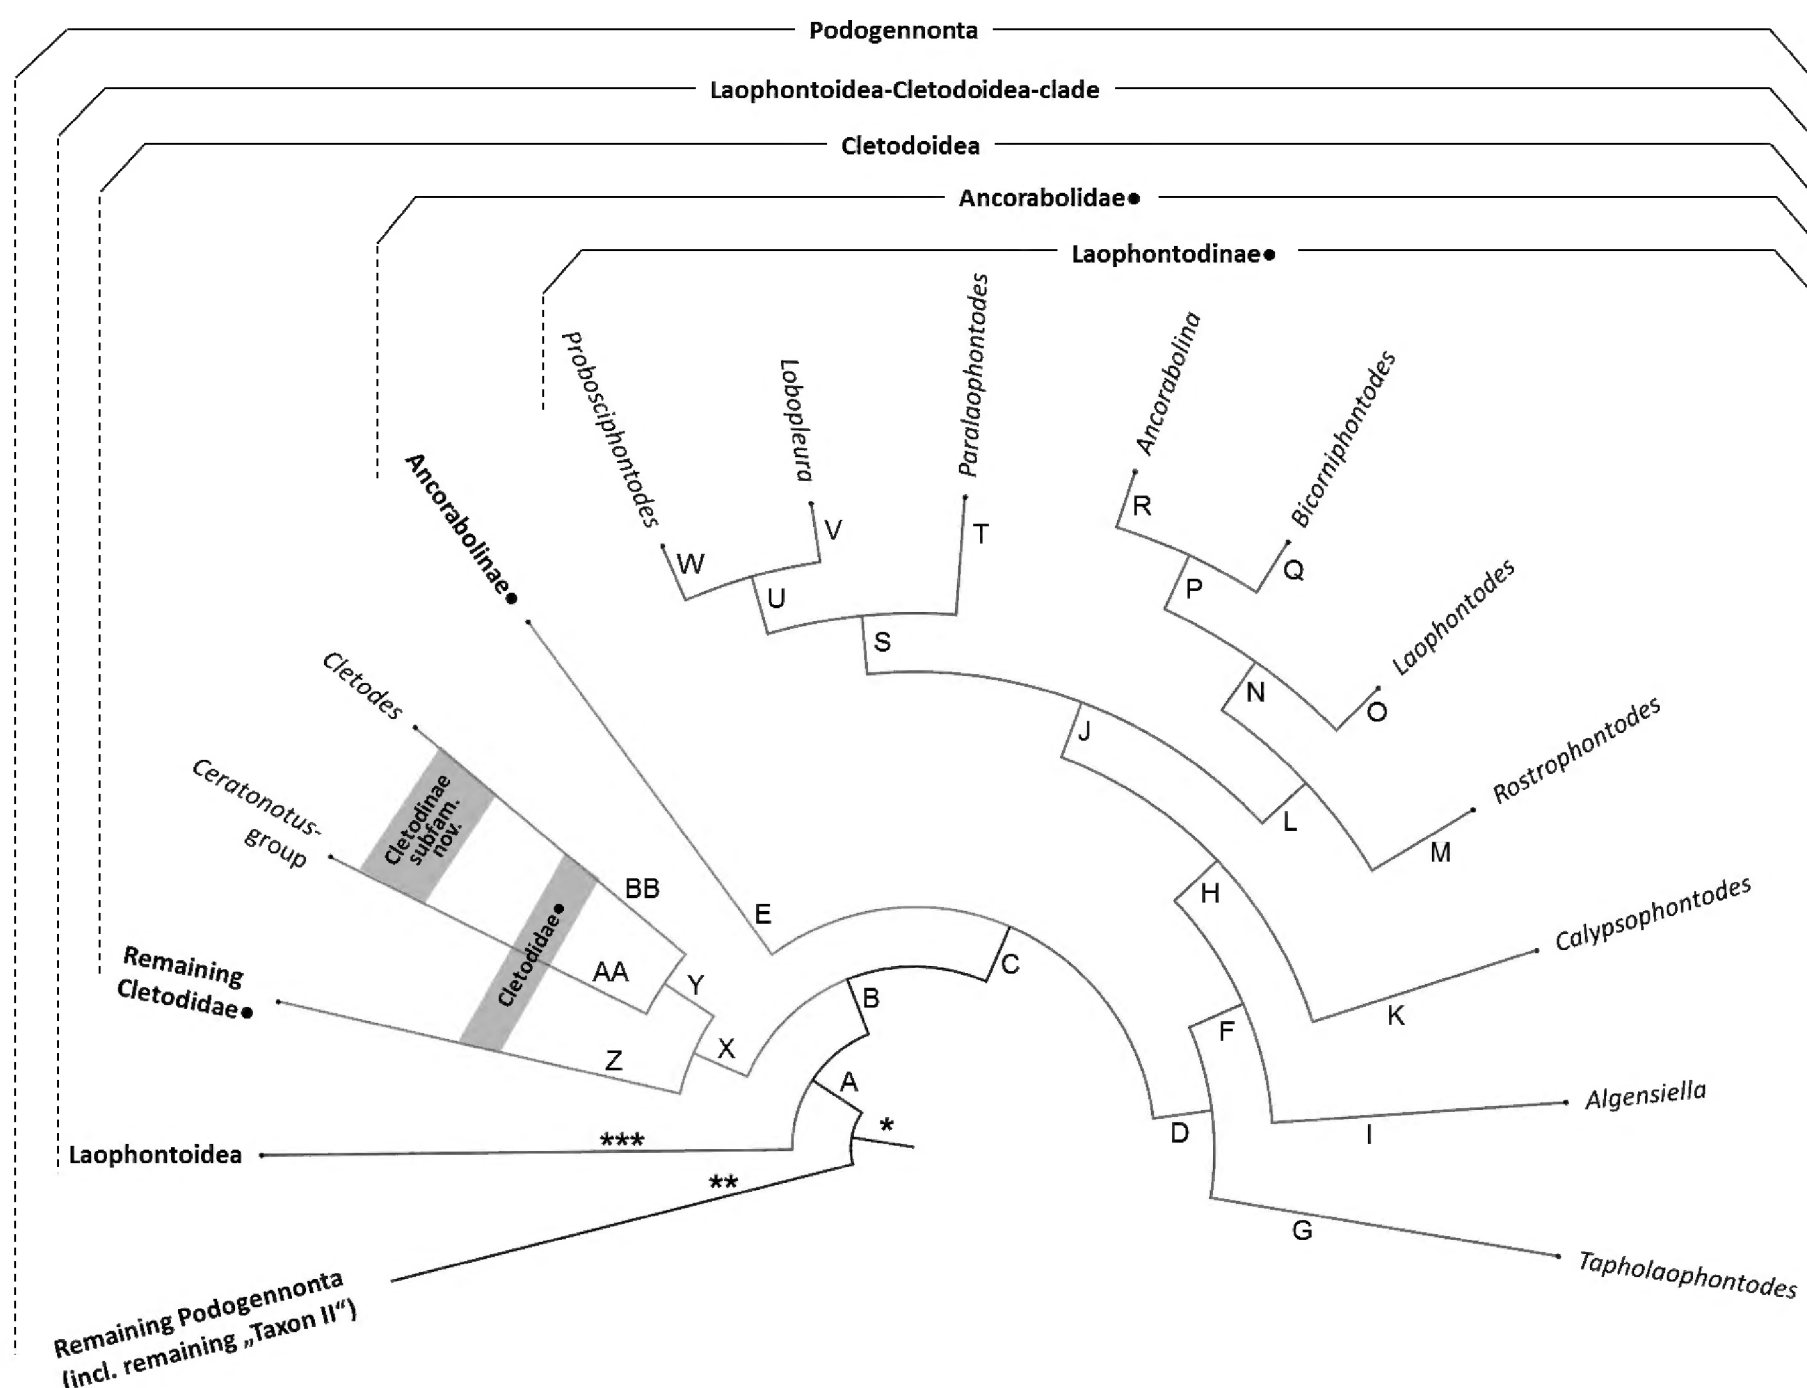 Podogennonta
Laophontoidea-Cletodoidea-clade
Cletodoidea
Ancorabolidae●
Laophontodinae●
Probosciphontodes
Lobopleura
Paralaophontodes
Ancorabolina
Bicorniphontodes
Laophontodes
Rostrophontodes
Calypsophontodes
Algensiella
Tapholaophontodes
Ancorabolinae●
Cletodes
Ceratonotus-
group
Remaining
Cletodidae●
Laophontoidea
Remaining Podogennonta
(incl. remaining „Taxon II“)
Cletodinae
subfam.
nov.
Cletodidae●
W
V
U
T
S
R
Q
P
O
N
M
L
J
H
K
F
I
D
G
E
C
B
A
BB
AA
Y
X
Z
*
**
***